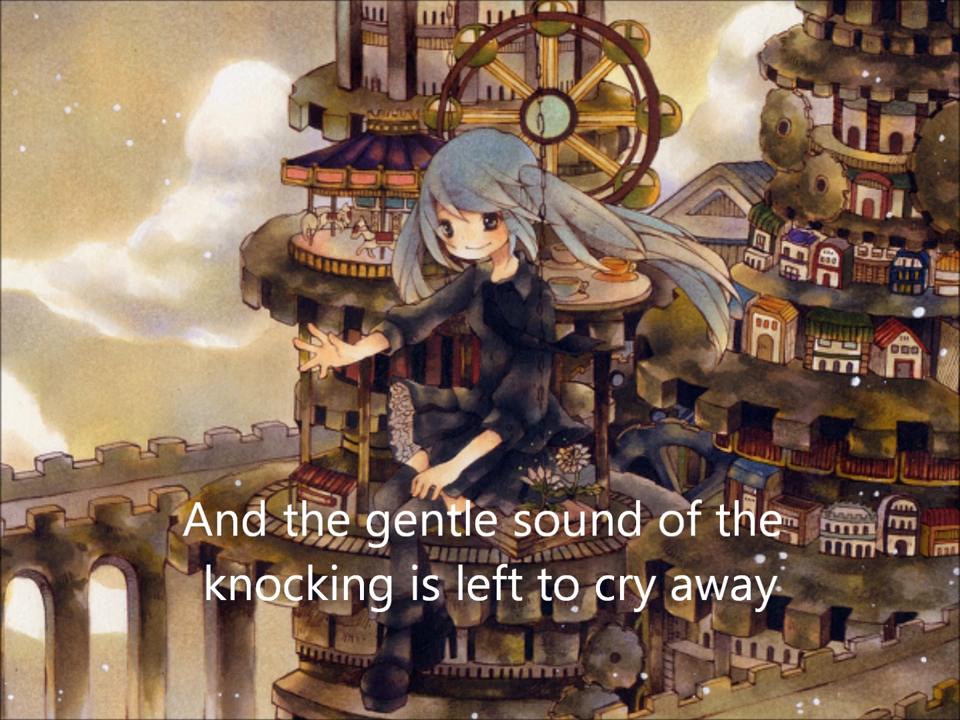 And the gentle sound of the
knocking is left to cry away